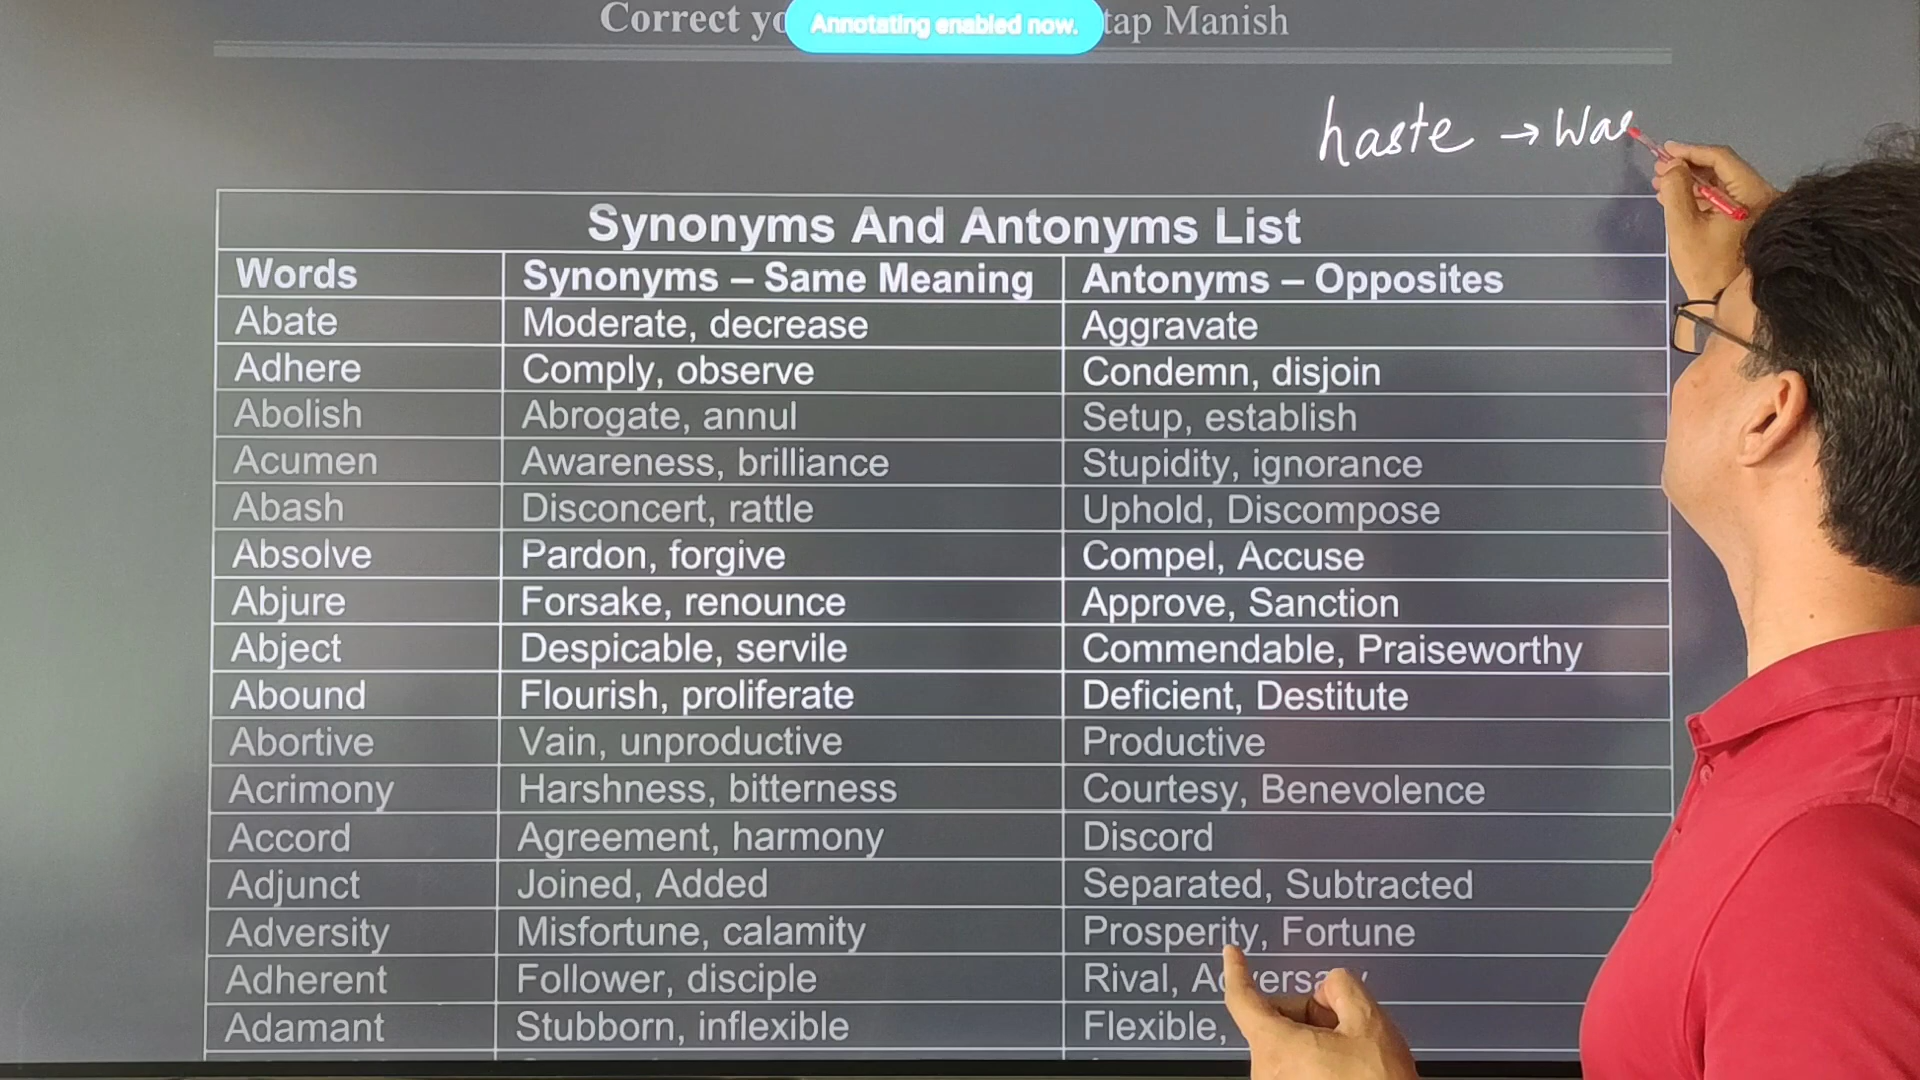 Correct yo
Annotating enabled now.
tap Manish
haste → Was
Synonyms And Antonyms List
Words Synonyms – Same Meaning Antonyms – Opposites
Abate Moderate, decrease Aggravate
Adhere Comply, observe Condemn, disjoin
Abolish Abrogate, annul Setup, establish
Acumen Awareness, brilliance Stupidity, ignorance
Abash Disconcert, rattle Uphold, Discompose
Absolve Pardon, forgive Compel, Accuse
Abjure Forsake, renounce Approve, Sanction
Abject Despicable, servile Commendable, Praiseworthy
Abound Flourish, proliferate Deficient, Destitute
Abortive Vain, unproductive Productive
Acrimony Harshness, bitterness Courtesy, Benevolence
Accord Agreement, harmony Discord
Adjunct Joined, Added Separated, Subtracted
Adversity Misfortune, calamity Prosperity, Fortune
Adherent Follower, disciple Rival,
Adamant Stubborn, inflexible Flexible,